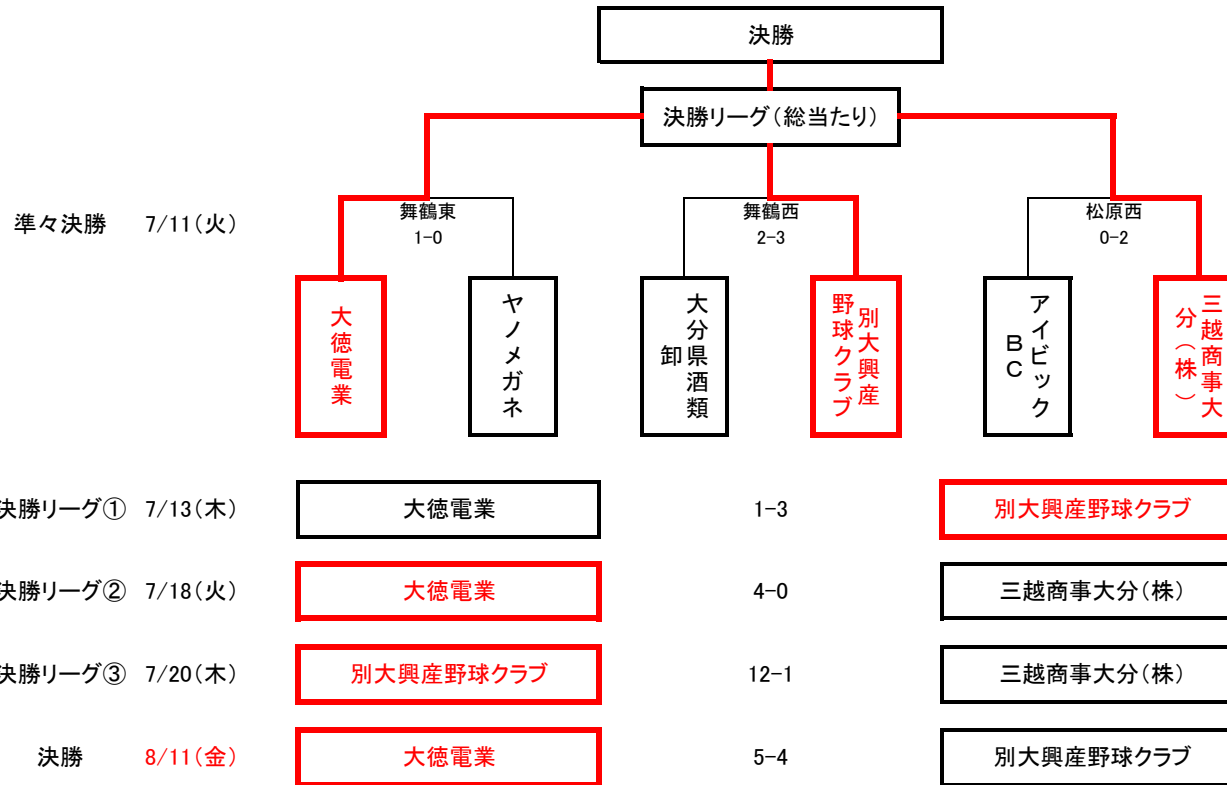 決勝
決勝リーグ（総当たり）
準々決勝 7/11（火）
舞鶴東
1-0
舞鶴西
2-3
松原西
0-2
大徳電業
ヤノメガネ
大分県酒類
卸
別大興産
野球クラブ
アイビック
ＢＣ
三越商事大
分（株）
決勝リーグ① 7/13（木） 大徳電業 1-3 別大興産野球クラブ
決勝リーグ② 7/18（火） 大徳電業 4-0 三越商事大分（株）
決勝リーグ③ 7/20（木） 別大興産野球クラブ 12-1 三越商事大分（株）
決勝 8/11（金） 大徳電業 5-4 別大興産野球クラブ